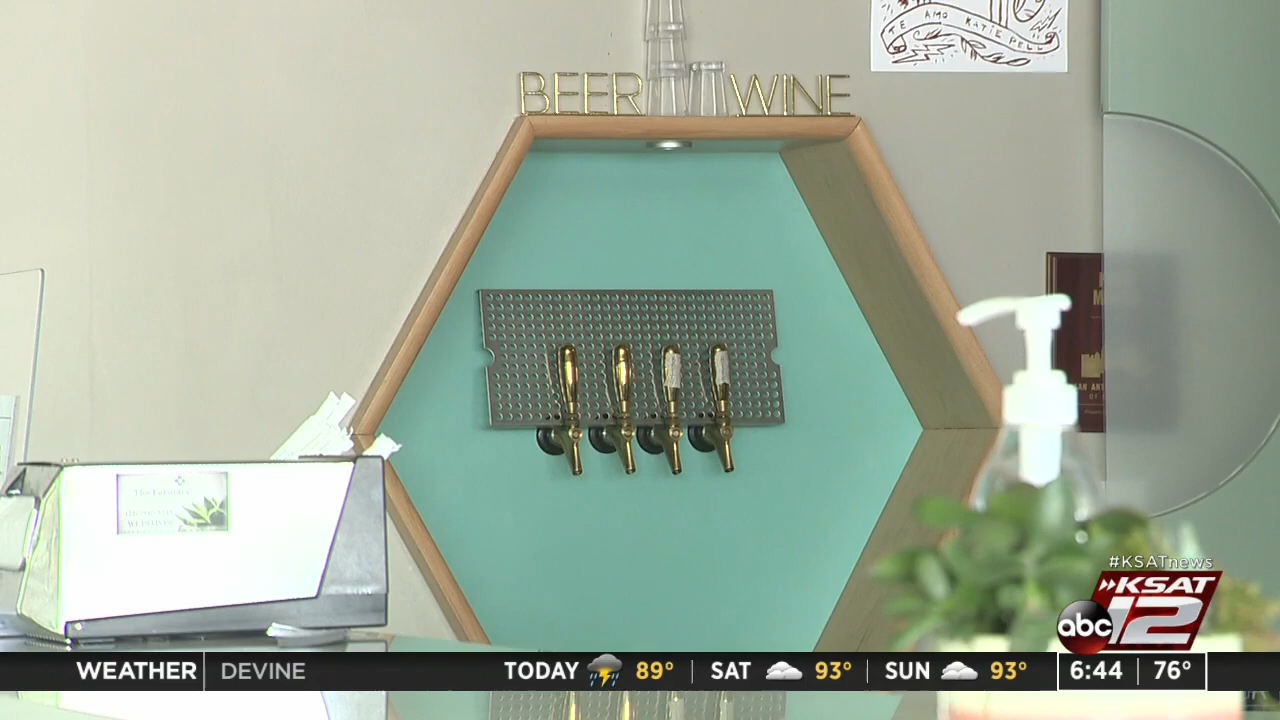 TE AMO KATIE PELL
BEER WINE
#KSATnews
KSAT
abc 12
WEATHER DEVINE TODAY 89° SAT 93° SUN 93° 6:44 76°